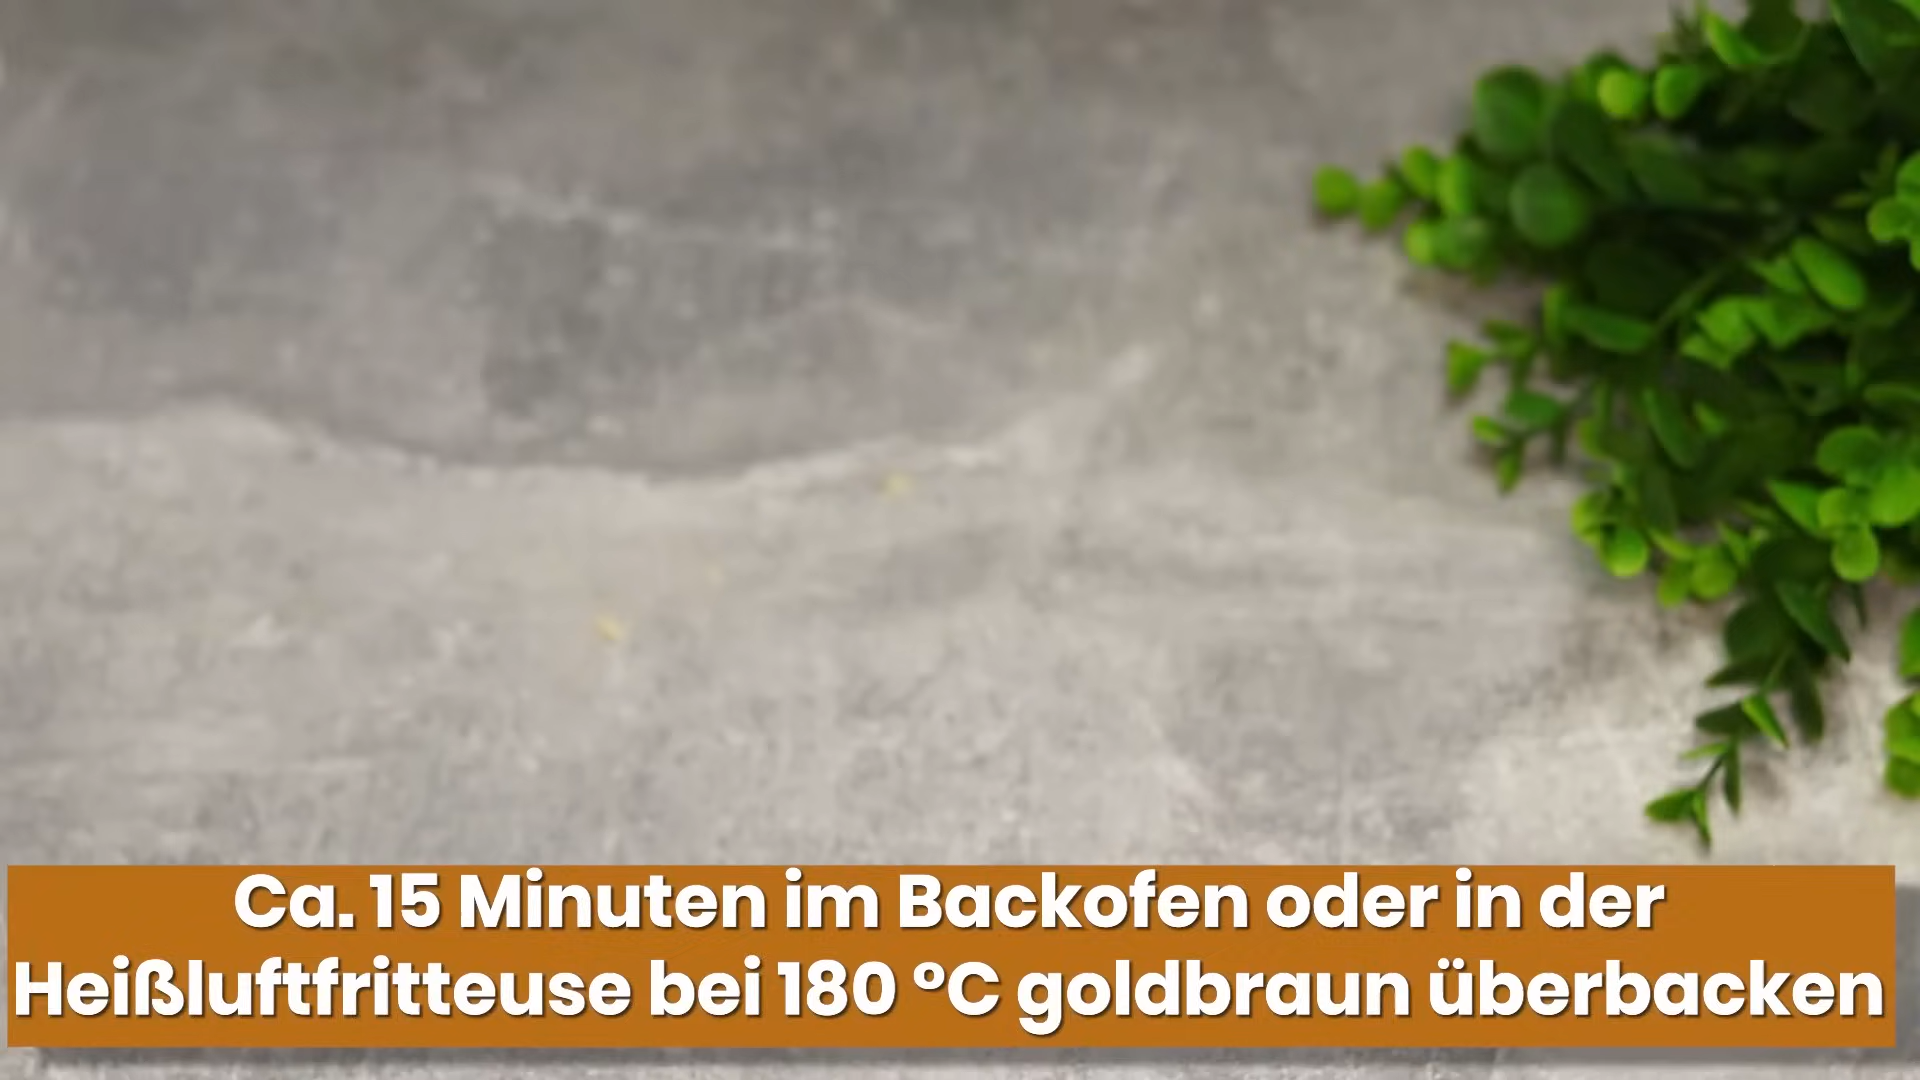 Ca. 15 Minuten im Backofen oder in der
Heißluftfritteuse bei 180 °C goldbraun überbacken